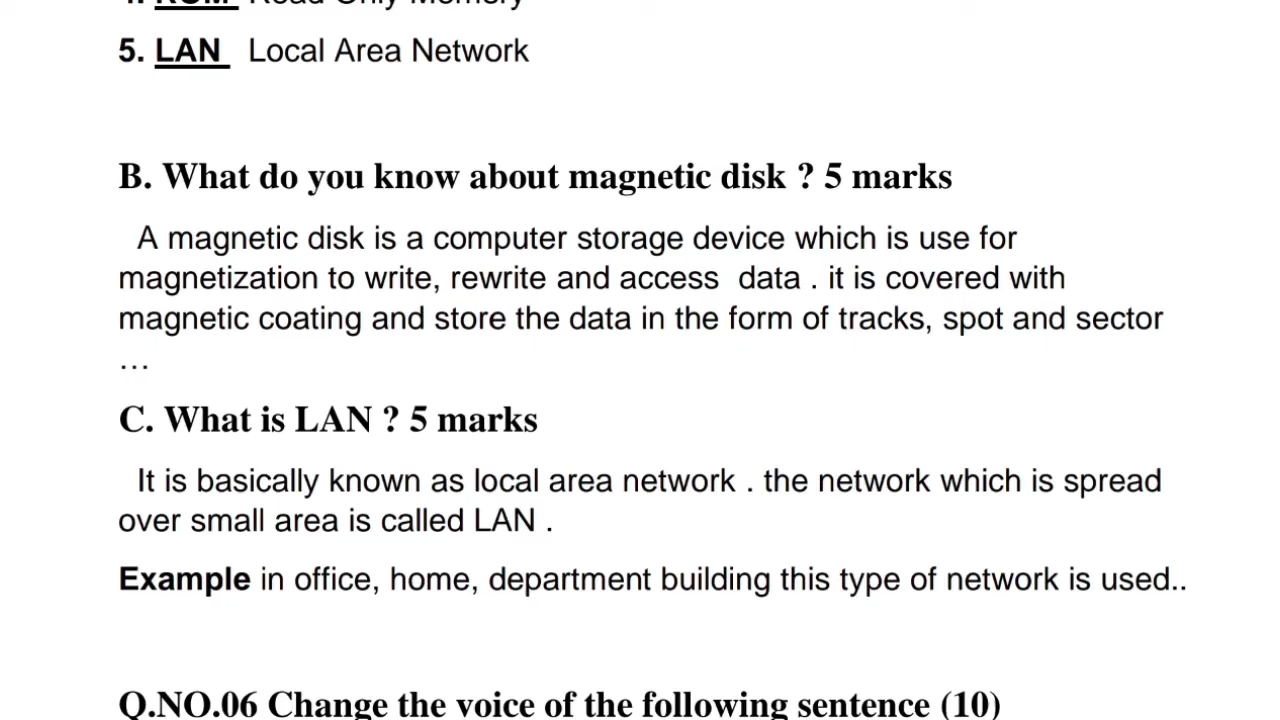 4. ROM Read Only Memory
5. LAN Local Area Network
B. What do you know about magnetic disk ? 5 marks
A magnetic disk is a computer storage device which is use for
magnetization to write, rewrite and access data . it is covered with
magnetic coating and store the data in the form of tracks, spot and sector
…
C. What is LAN ? 5 marks
It is basically known as local area network . the network which is spread
over small area is called LAN .
Example in office, home, department building this type of network is used..
Q.NO.06 Change the voice of the following sentence (10)